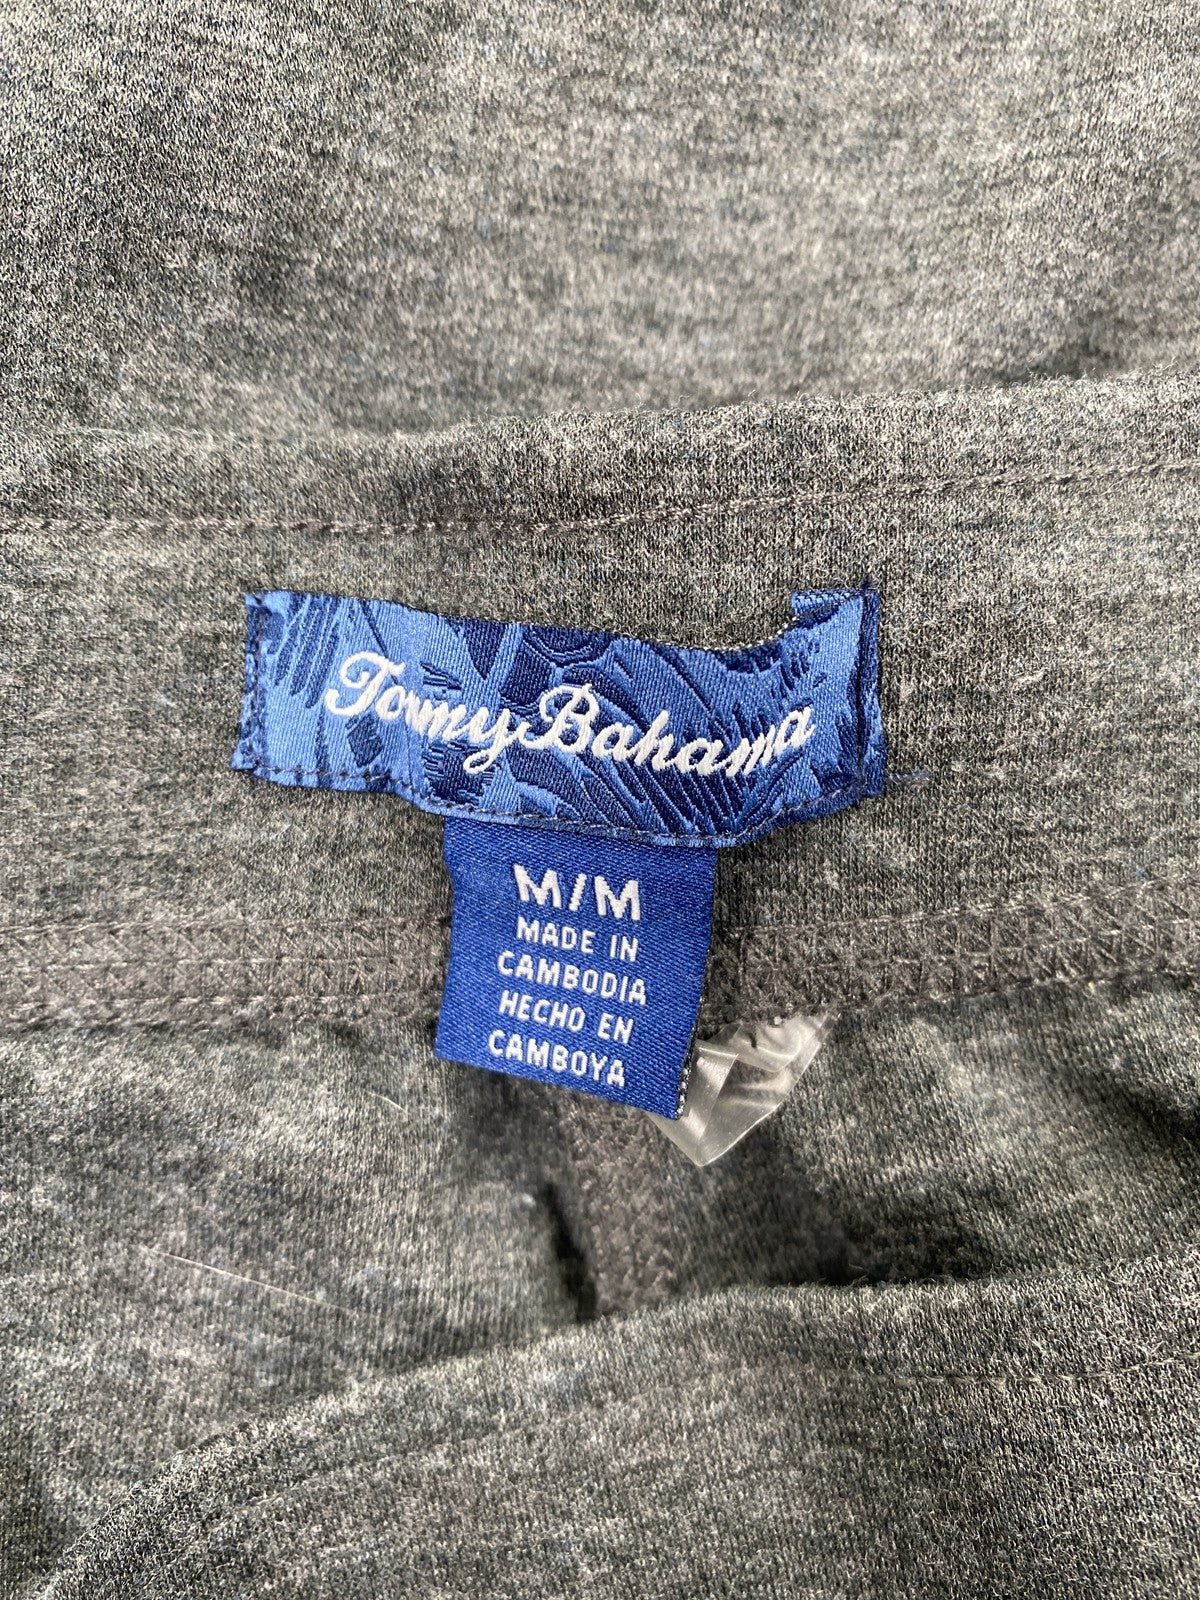 Tommy Bahama
M/M
MADE IN
CAMBODIA
HECHO EN
CAMBOYA